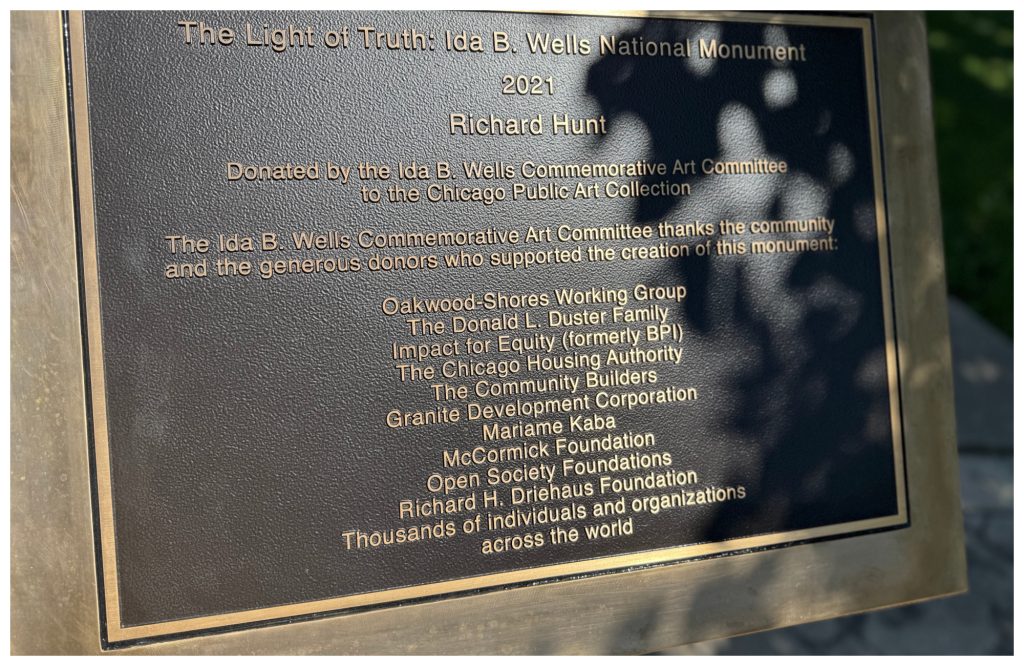 The Light of Truth: Ida B. Wells National Monument
2021
Richard Hunt
Donated by the Ida B. Wells Commemorative Art Committee
to the Chicago Public Art Collection
The Ida B. Wells Commemorative Art Committee thanks the community
and the generous donors who supported the creation of this monument:
Oakwood-Shores Working Group
The Donald L. Duster Family
Impact for Equity (formerly BPI)
The Chicago Housing Authority
The Community Builders
Granite Development Corporation
Mariame Kaba
McCormick Foundation
Open Society Foundations
Richard H. Driehaus Foundation
Thousands of individuals and organizations
across the world